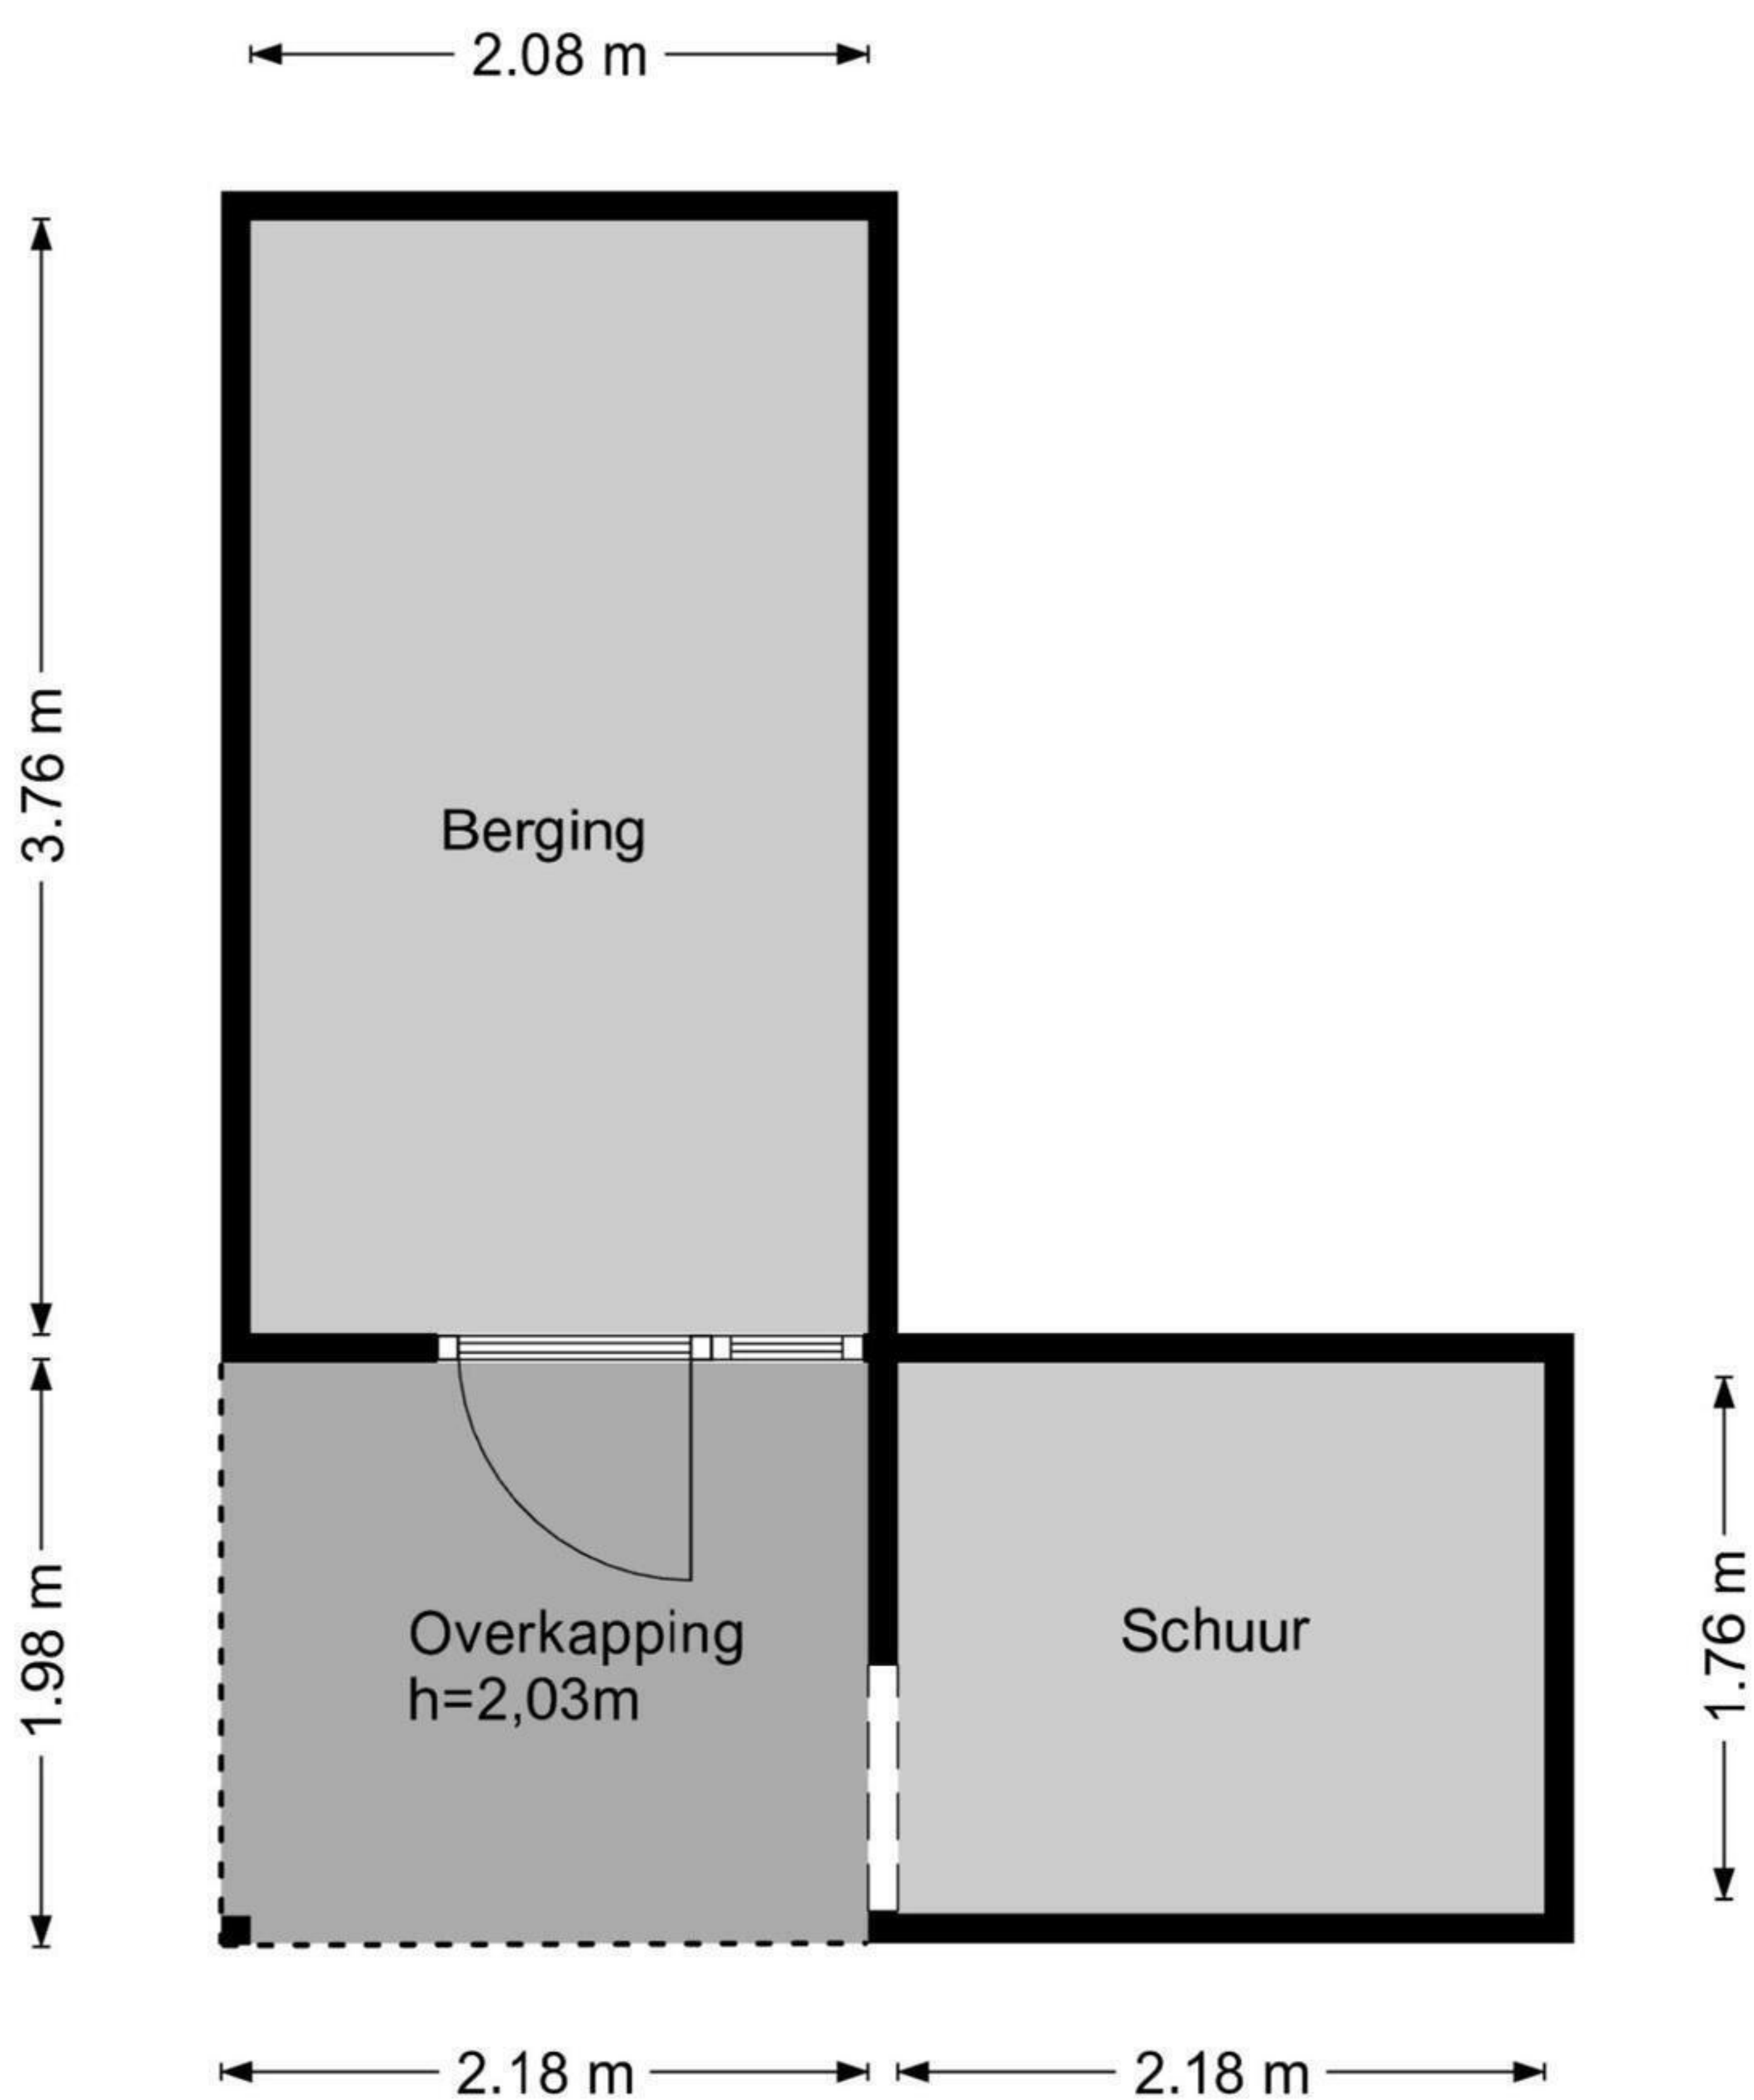 2.08 m
3.76 m
Berging
1.98 m
Overkapping
h=2,03m
Schuur
1.76 m
2.18 m
2.18 m